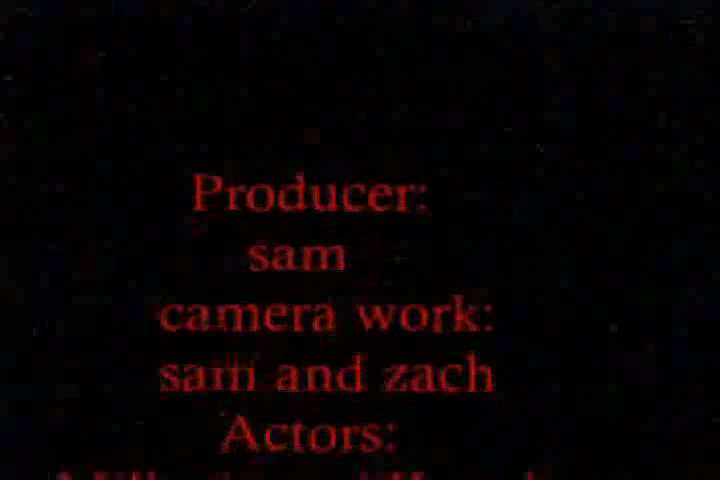 Producer:
sam
camera work:
sam and zach
Actors: